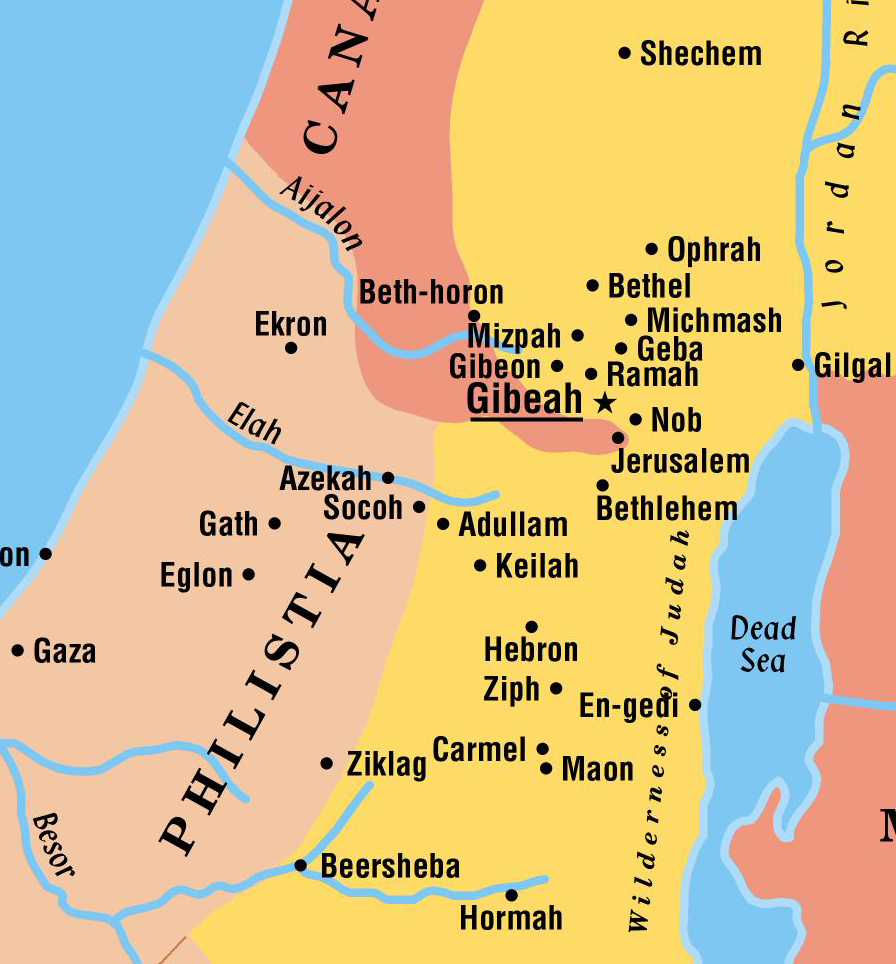 CANA
Shechem
Jordan Ri
Aijalon
Ophrah
Bethel
Beth-horon
Michmash
Ekron
Mizpah
Geba
Gibeon
Ramah
Gilgal
Gibeah
Nob
Elah
Jerusalem
Azekah
Bethlehem
Socoh
Gath
Adullam
on
Keilah
Eglon
PHILISTIA
Wilderness of Judah
Dead
Sea
Gaza
Hebron
Ziph
En-gedi
Carmel
Ziklag
Maon
Besor
M
Beersheba
Hormah